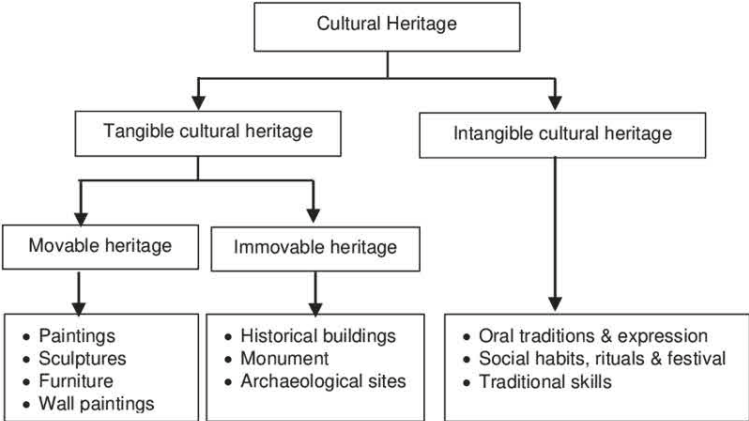 Cultural Heritage
Tangible cultural heritage
Intangible cultural heritage
Movable heritage
Immovable heritage
• Paintings
• Sculptures
• Furniture
• Wall paintings
• Historical buildings
• Monument
• Archaeological sites
• Oral traditions & expression
• Social habits, rituals & festival
• Traditional skills